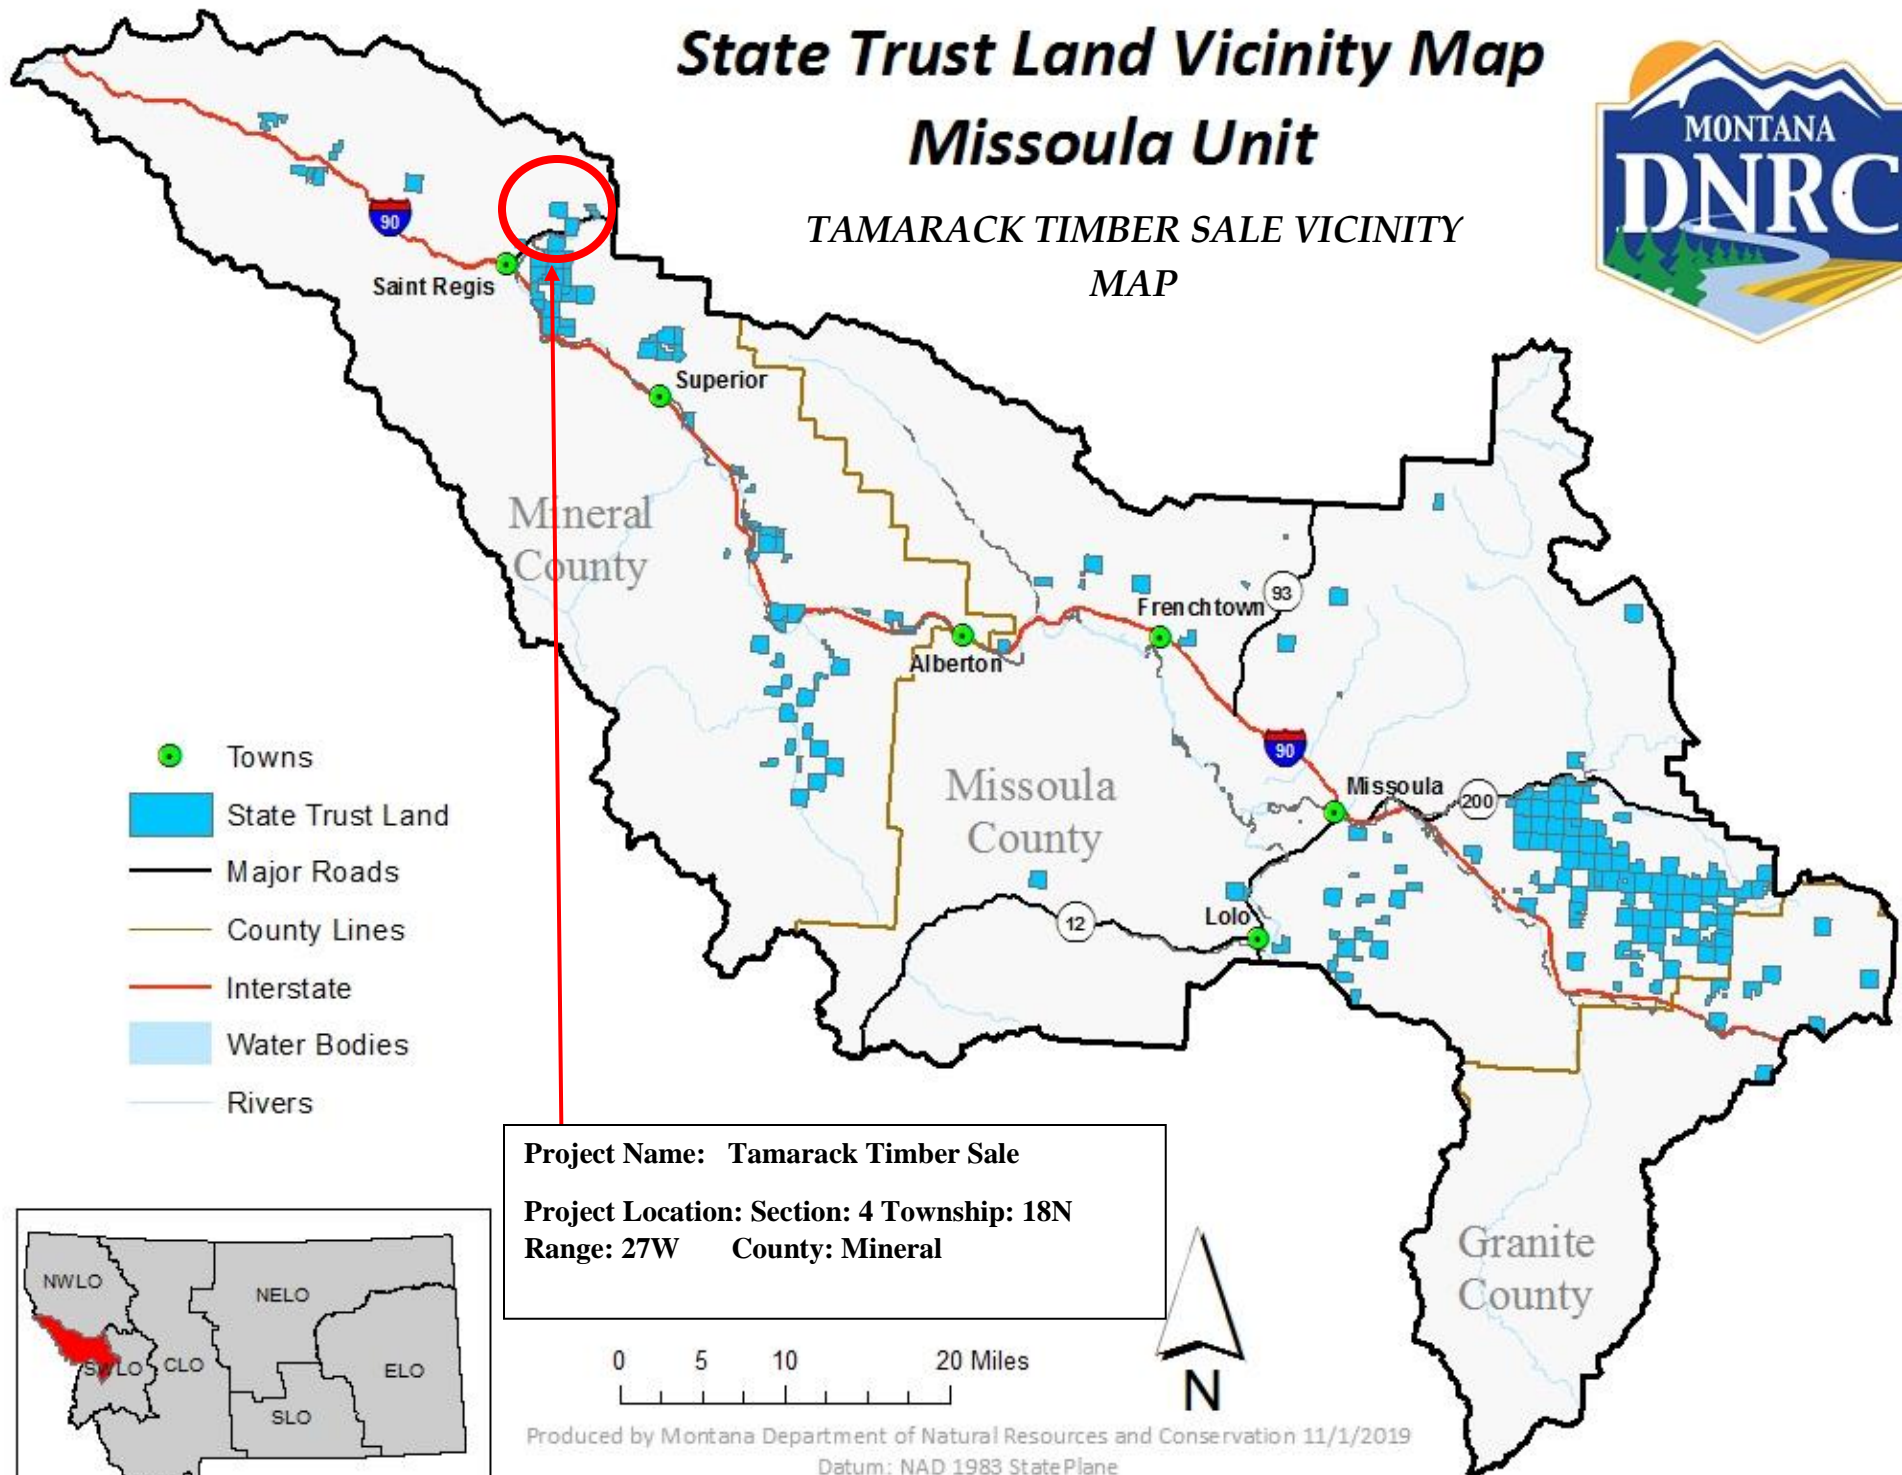 State Trust Land Vicinity Map
Missoula Unit
TAMARACK TIMBER SALE VICINITY
MAP
MONTANA
DNRC
90
Saint Regis
Superior
Mineral
County
Frenchtown
93
Alberton
90
Missoula
200
Missoula
County
Lolo
12
Granite
County
Towns
State Trust Land
Major Roads
County Lines
Interstate
Water Bodies
Rivers
Project Name: Tamarack Timber Sale
Project Location: Section: 4 Township: 18N
Range: 27W County: Mineral
NWLO
NELO
SWLO
CLO
ELO
SLO
0 5 10 20 Miles
N
Produced by Montana Department of Natural Resources and Conservation 11/1/2019
Datum: NAD 1983 StatePlane